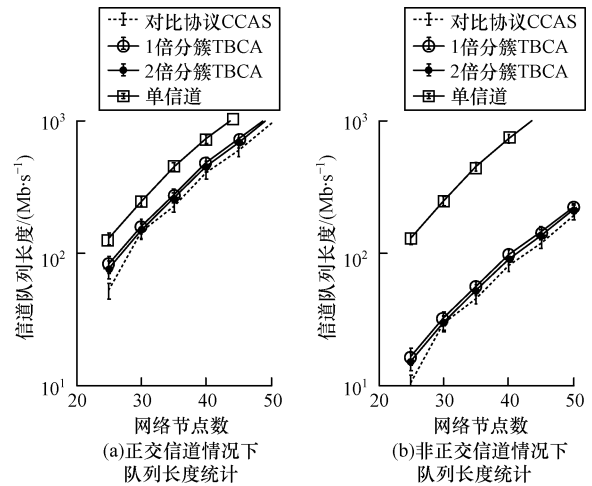 对比协议CCAS
1倍分簇TBCA
2倍分簇TBCA
单信道
信道队列长度/(Mb·s⁻¹)
10³
10²
10¹
20
30
40
50
网络节点数
(a)正交信道情况下
队列长度统计
对比协议CCAS
1倍分簇TBCA
2倍分簇TBCA
单信道
信道队列长度/(Mb·s⁻¹)
10³
10²
10¹
20
30
40
50
网络节点数
(b)非正交信道情况下
队列长度统计